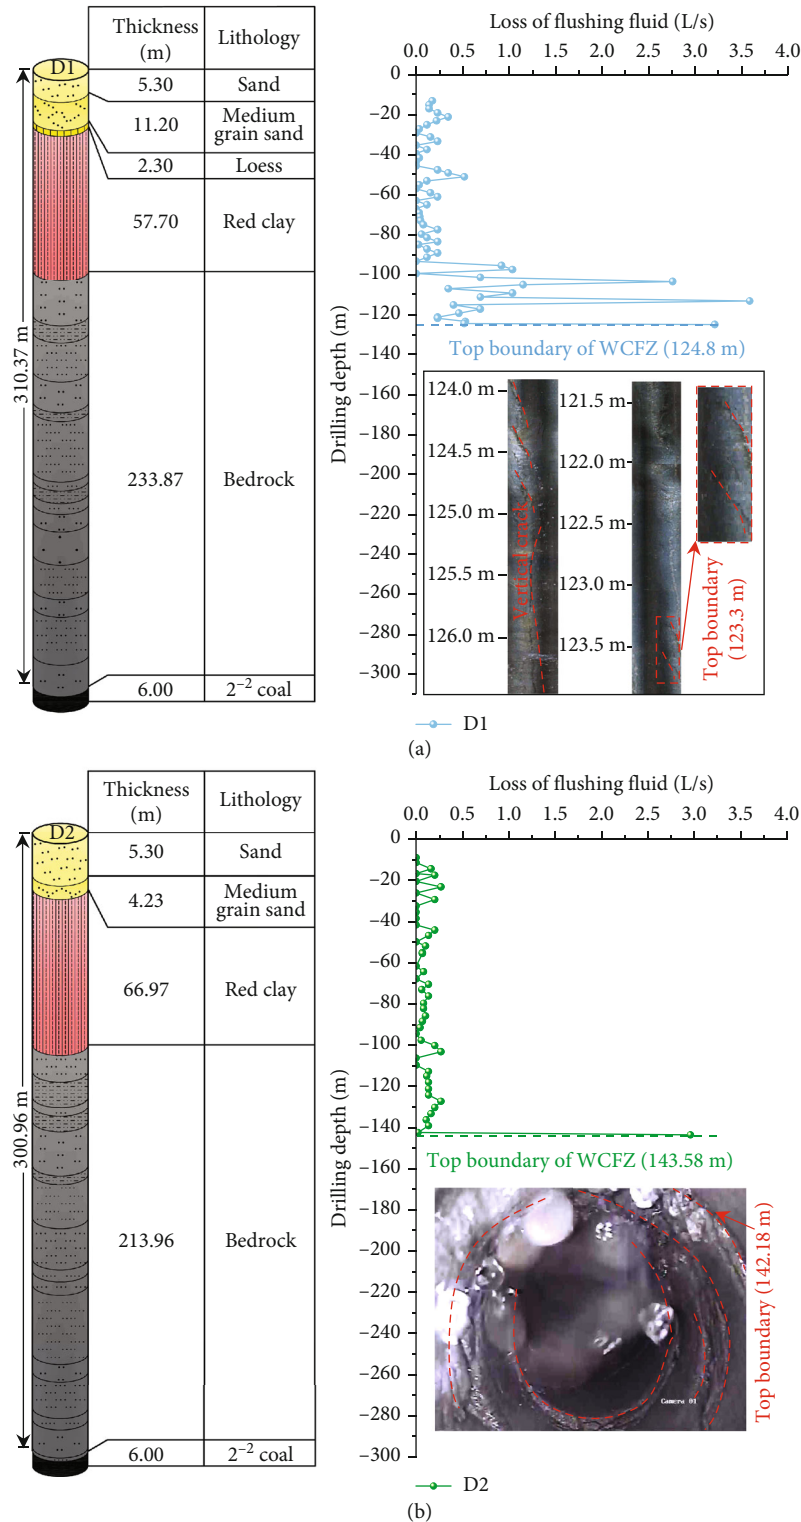 D1
310.37 m
Thickness
(m)
Lithology
5.30
Sand
11.20
Medium
grain sand
2.30
Loess
57.70
Red clay
233.87
Bedrock
6.00
2⁻² coal
Loss of flushing fluid (L/s)
0.0 0.5 1.0 1.5 2.0 2.5 3.0 3.5 4.0
Drilling depth (m)
0
−20
−40
−60
−80
−100
−120
−140
−160
−180
−200
−220
−240
−260
−280
−300
Top boundary of WCFZ (124.8 m)
124.0 m
124.5 m
125.0 m
125.5 m
126.0 m
Vertical crack
121.5 m
122.0 m
122.5 m
123.0 m
123.5 m
Top boundary
(123.3 m)
D1
(a)
D2
300.96 m
Thickness
(m)
Lithology
5.30
Sand
4.23
Medium
grain sand
66.97
Red clay
213.96
Bedrock
6.00
2⁻² coal
Loss of flushing fluid (L/s)
0.0 0.5 1.0 1.5 2.0 2.5 3.0 3.5 4.0
Drilling depth (m)
0
−20
−40
−60
−80
−100
−120
−140
−160
−180
−200
−220
−240
−260
−280
−300
Top boundary of WCFZ (143.58 m)
Top boundary (142.18 m)
Camera 01
D2
(b)